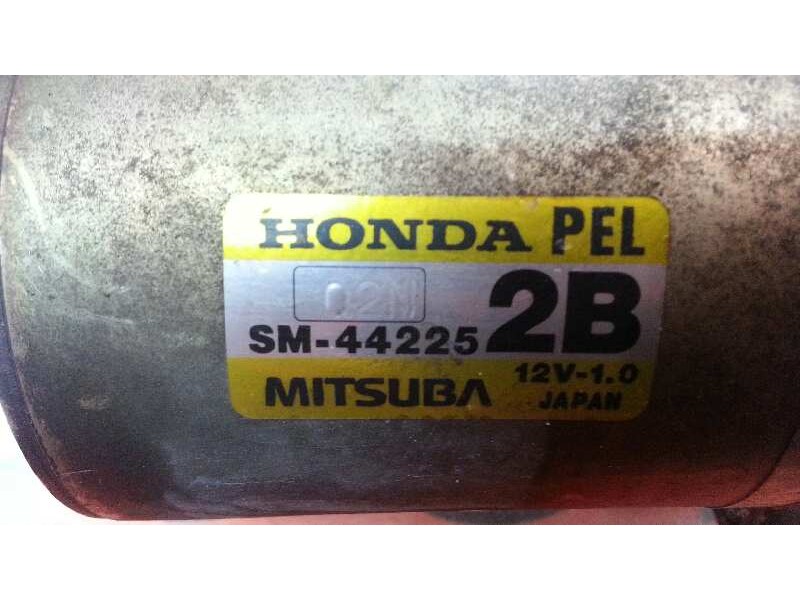 HONDA PEL
02N
SM-44225 2B
MITSUBA 12V-1.0
JAPAN